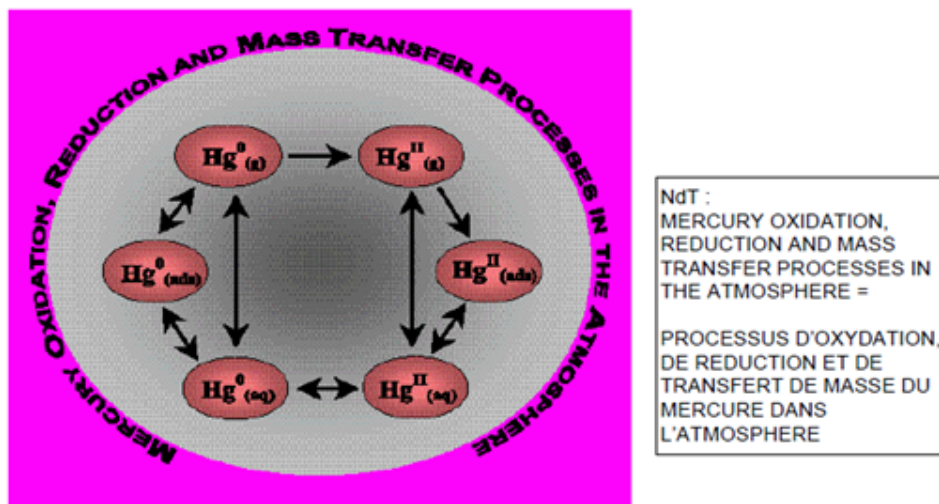 MERCURY OXIDATION, REDUCTION AND MASS TRANSFER PROCESSES IN THE ATMOSPHERE
Hg⁰(g)
Hgᴵᴵ(g)
Hg⁰(ads)
Hgᴵᴵ(ads)
Hg⁰(aq)
Hgᴵᴵ(aq)
NdT :
MERCURY OXIDATION,
REDUCTION AND MASS
TRANSFER PROCESSES IN
THE ATMOSPHERE =
PROCESSUS D'OXYDATION,
DE REDUCTION ET DE
TRANSFERT DE MASSE DU
MERCURE DANS
L'ATMOSPHERE